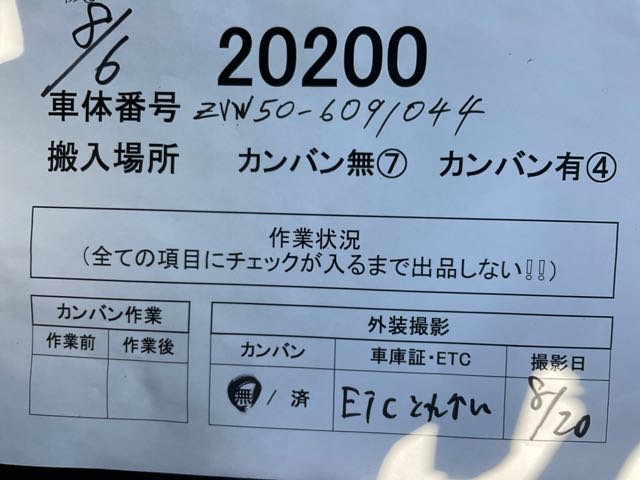 8/6
20200
車体番号 ZVW50-6091044
搬入場所 カンバン無⑦ カンバン有④
作業状況
(全ての項目にチェックが入るまで出品しない!!)
カンバン作業
作業前 作業後
外装撮影
カンバン 車庫証・ETC 撮影日
無 / 済 ETCとれない 8/20